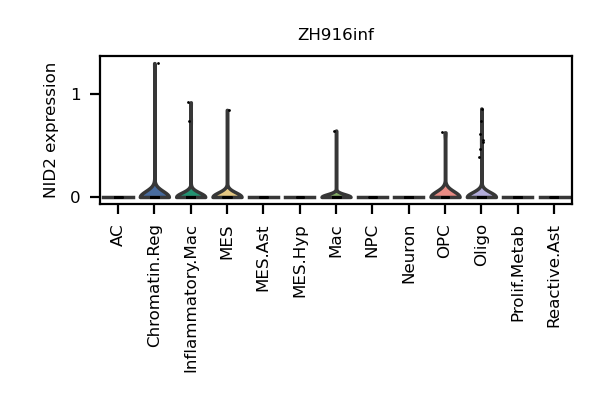 ZH916inf
NID2 expression
1
0
AC
Chromatin.Reg
Inflammatory.Mac
MES
MES.Ast
MES.Hyp
Mac
NPC
Neuron
OPC
Oligo
Prolif.Metab
Reactive.Ast